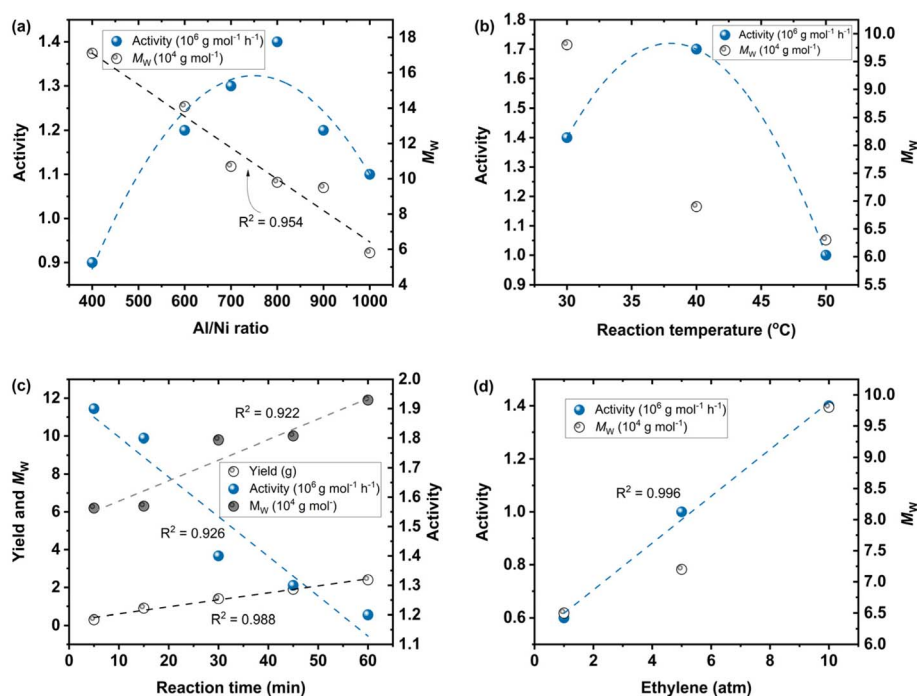 (a)
Activity (10⁶ g mol⁻¹ h⁻¹)
M_W (10⁴ g mol⁻¹)
1.4
1.3
1.2
1.1
1.0
0.9
Activity
18
16
14
12
10
8
6
4
M_W
R² = 0.954
400 500 600 700 800 900 1000
Al/Ni ratio
(b)
Activity (10⁶ g mol⁻¹ h⁻¹)
M_W (10⁴ g mol⁻¹)
1.8
1.7
1.6
1.5
1.4
1.3
1.2
1.1
1.0
0.9
Activity
10.0
9.5
9.0
8.5
8.0
7.5
7.0
6.5
6.0
5.5
M_W
30 35 40 45 50
Reaction temperature (°C)
(c)
12
10
8
6
4
2
0
Yield and M_W
R² = 0.922
Yield (g)
Activity (10⁶ g mol⁻¹ h⁻¹)
M_W (10⁴ g mol⁻)
R² = 0.926
R² = 0.988
2.0
1.9
1.8
1.7
1.6
1.5
1.4
1.3
1.2
1.1
Activity
0 10 20 30 40 50 60
Reaction time (min)
(d)
Activity (10⁶ g mol⁻¹ h⁻¹)
M_W (10⁴ g mol⁻¹)
1.4
1.2
1.0
0.8
0.6
Activity
R² = 0.996
10.0
9.5
9.0
8.5
8.0
7.5
7.0
6.5
6.0
M_W
0 2 4 6 8 10
Ethylene (atm)